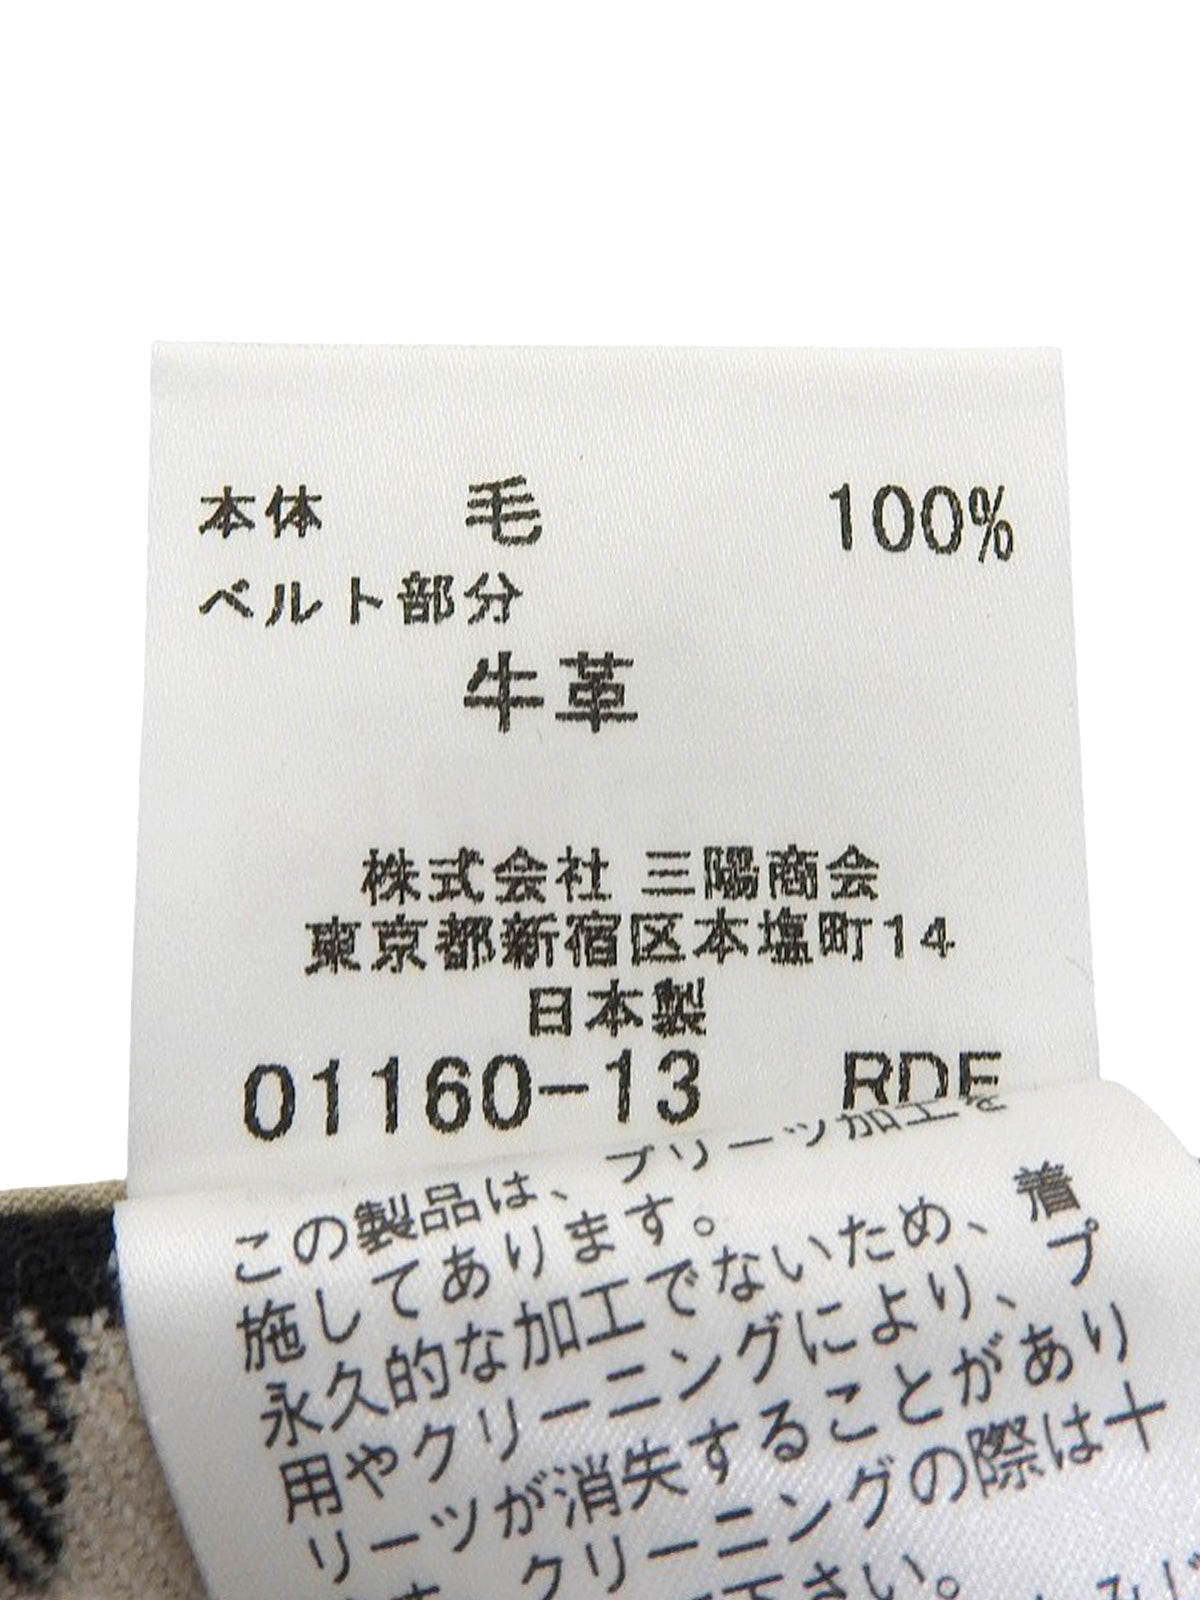 本体 毛 100%
ベルト部分
牛革
株式会社 三陽商会
東京都新宿区本塩町14
日本製
01160-13 RDE
この製品は、プリーツ加工を
施してあります。
永久的な加工でないため、着
用やクリーニングにより、プ
リーツが消失することがあり
ます。クリーニングの際は十
下さい。